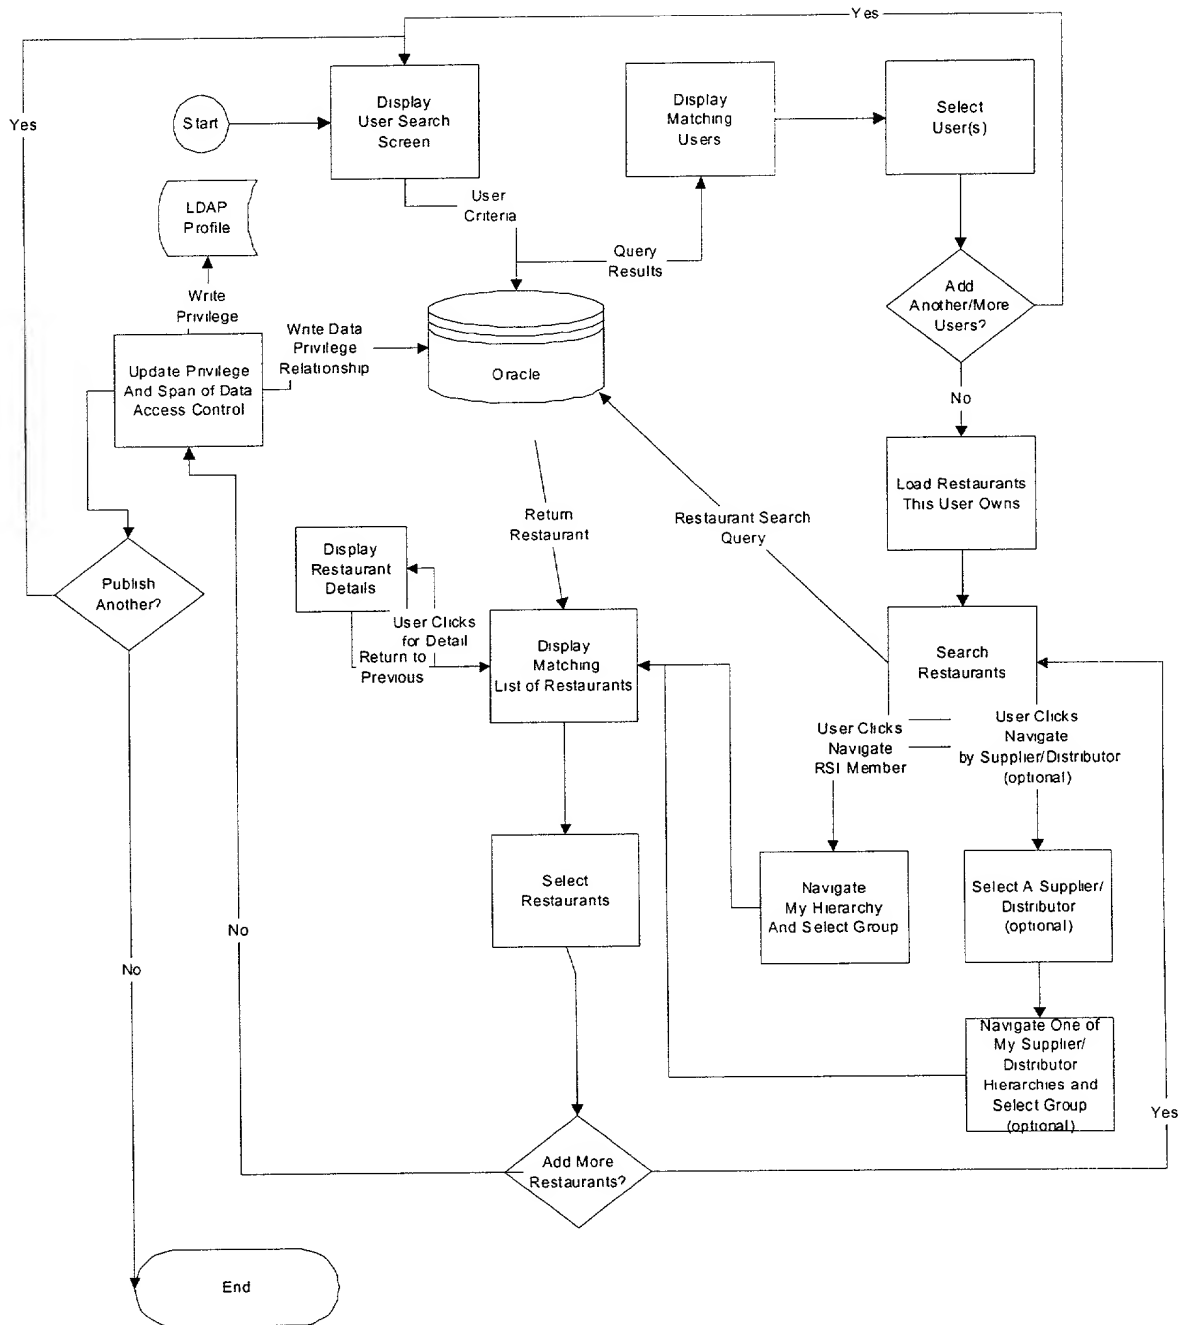 Yes
Yes
Start
Display
User Search
Screen
Display
Matching
Users
Select
User(s)
LDAP
Profile
User
Criteria
Query
Results
Add
Another/More
Users?
Write
Privilege
Write Data
Privilege
Relationship
Update Privilege
And Span of Data
Access Control
Oracle
No
Load Restaurants
This User Owns
Return
Restaurant
Restaurant Search
Query
Display
Restaurant
Details
Publish
Another?
User Clicks
for Detail
Return to
Previous
Display
Matching
List of Restaurants
Search
Restaurants
User Clicks
Navigate
RSI Member
User Clicks
Navigate
by Supplier/Distributor
(optional)
Select
Restaurants
Navigate
My Hierarchy
And Select Group
Select A Supplier/
Distributor
(optional)
No
No
Navigate One of
My Supplier/
Distributor
Hierarchies and
Select Group
(optional)
Yes
Add More
Restaurants?
End